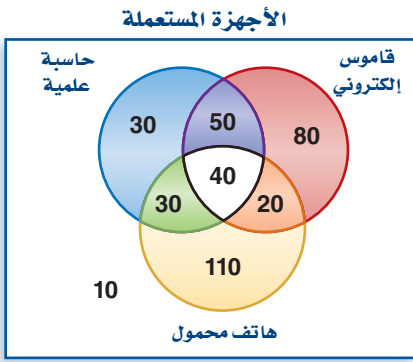 الأجهزة المستعملة
قاموس
إلكتروني
حاسبة
علمية
30
50
80
40
30
20
110
10
هاتف محمول